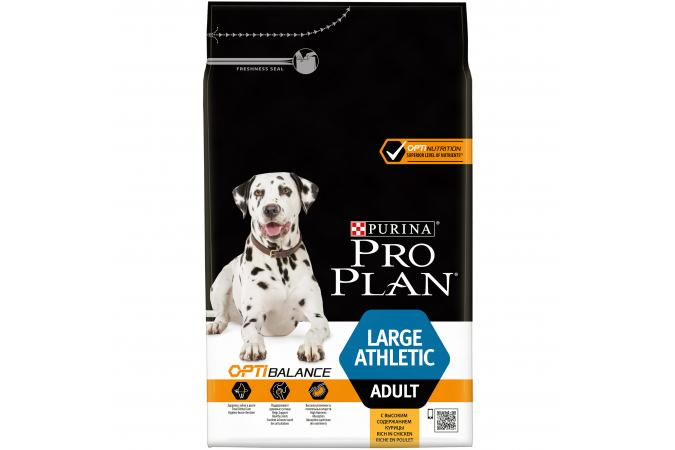 FRESHNESS SEAL
OPTINUTRITION
SUPERIOR LEVEL OF NUTRIENTS
PURINA
PRO
PLAN®
LARGE
ATHLETIC
ADULT
OPTIBALANCE
С ВЫСОКИМ
СОДЕРЖАНИЕМ
КУРИЦЫ
RICH IN CHICKEN
RICHE EN POULET